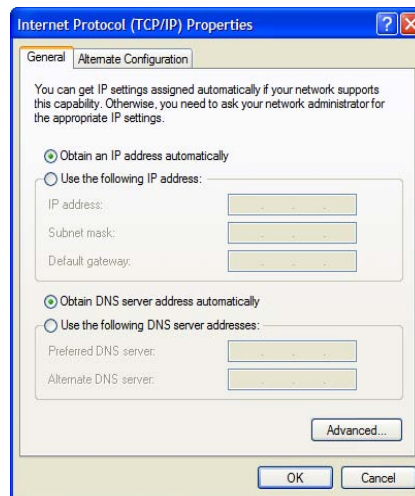 Internet Protocol (TCP/IP) Properties
General
Alternate Configuration
You can get IP settings assigned automatically if your network supports
this capability. Otherwise, you need to ask your network administrator for
the appropriate IP settings.
Obtain an IP address automatically
Use the following IP address:
IP address:
Subnet mask:
Default gateway:
Obtain DNS server address automatically
Use the following DNS server addresses:
Preferred DNS server:
Alternate DNS server:
Advanced...
OK
Cancel